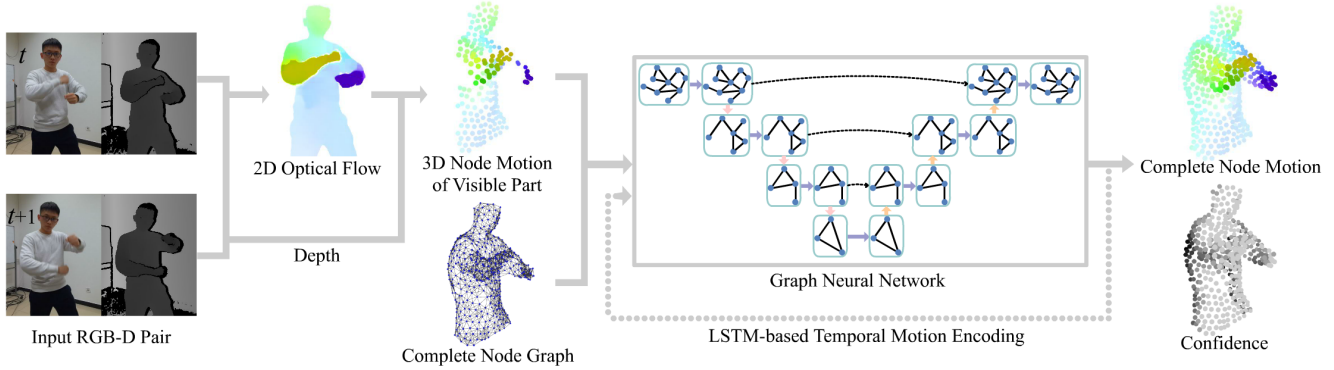 t
t+1
Input RGB-D Pair
2D Optical Flow
Depth
3D Node Motion
of Visible Part
Complete Node Graph
Graph Neural Network
LSTM-based Temporal Motion Encoding
Complete Node Motion
Confidence